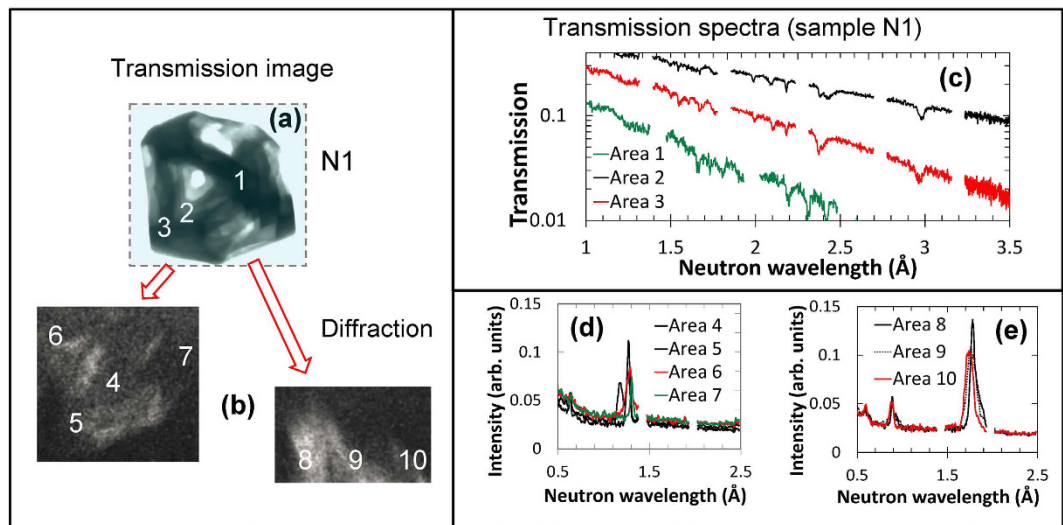 Transmission image
(a)
N1
1
2
3
Diffraction
6
7
4
5
(b)
8
9
10
Transmission spectra (sample N1)
(c)
Transmission
0.1
0.01
Area 1
Area 2
Area 3
1
1.5
2
2.5
3
3.5
Neutron wavelength (Å)
(d)
Intensity (arb. units)
0.15
0.1
0.05
0
Area 4
Area 5
Area 6
Area 7
0.5
1.5
2.5
Neutron wavelength (Å)
(e)
Intensity (arb. units)
0.15
0.1
0.05
0
Area 8
Area 9
Area 10
0.5
1.5
2.5
Neutron wavelength (Å)